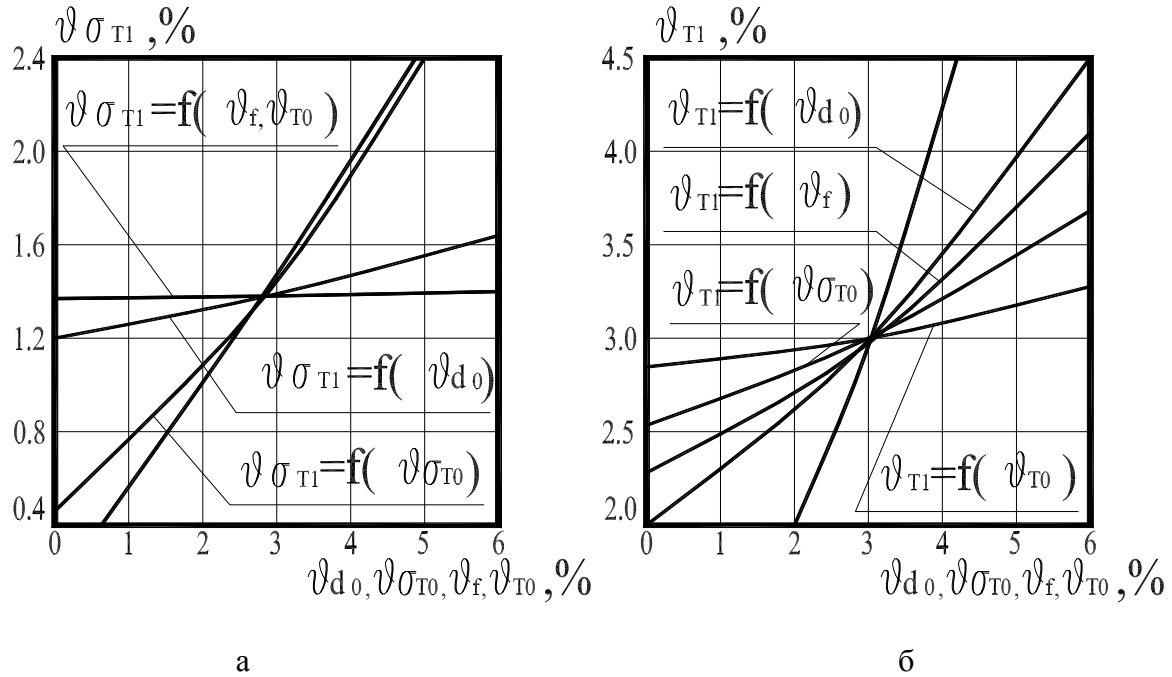 ϑσT1 ,%
2.4
2.0
1.6
1.2
0.8
0.4
ϑσT1=f( ϑf,ϑT0 )
ϑσT1=f( ϑd0)
ϑσT1=f( ϑσT0)
0 1 2 3 4 5 6
ϑd0, ϑσT0, ϑf, ϑT0 ,%
а
ϑT1 ,%
4.5
4.0
3.5
3.0
2.5
2.0
ϑT1=f( ϑd0)
ϑT1=f( ϑf )
ϑT1=f( ϑσT0)
ϑT1=f( ϑT0 )
0 1 2 3 4 5 6
ϑd0, ϑσT0, ϑf, ϑT0 ,%
б